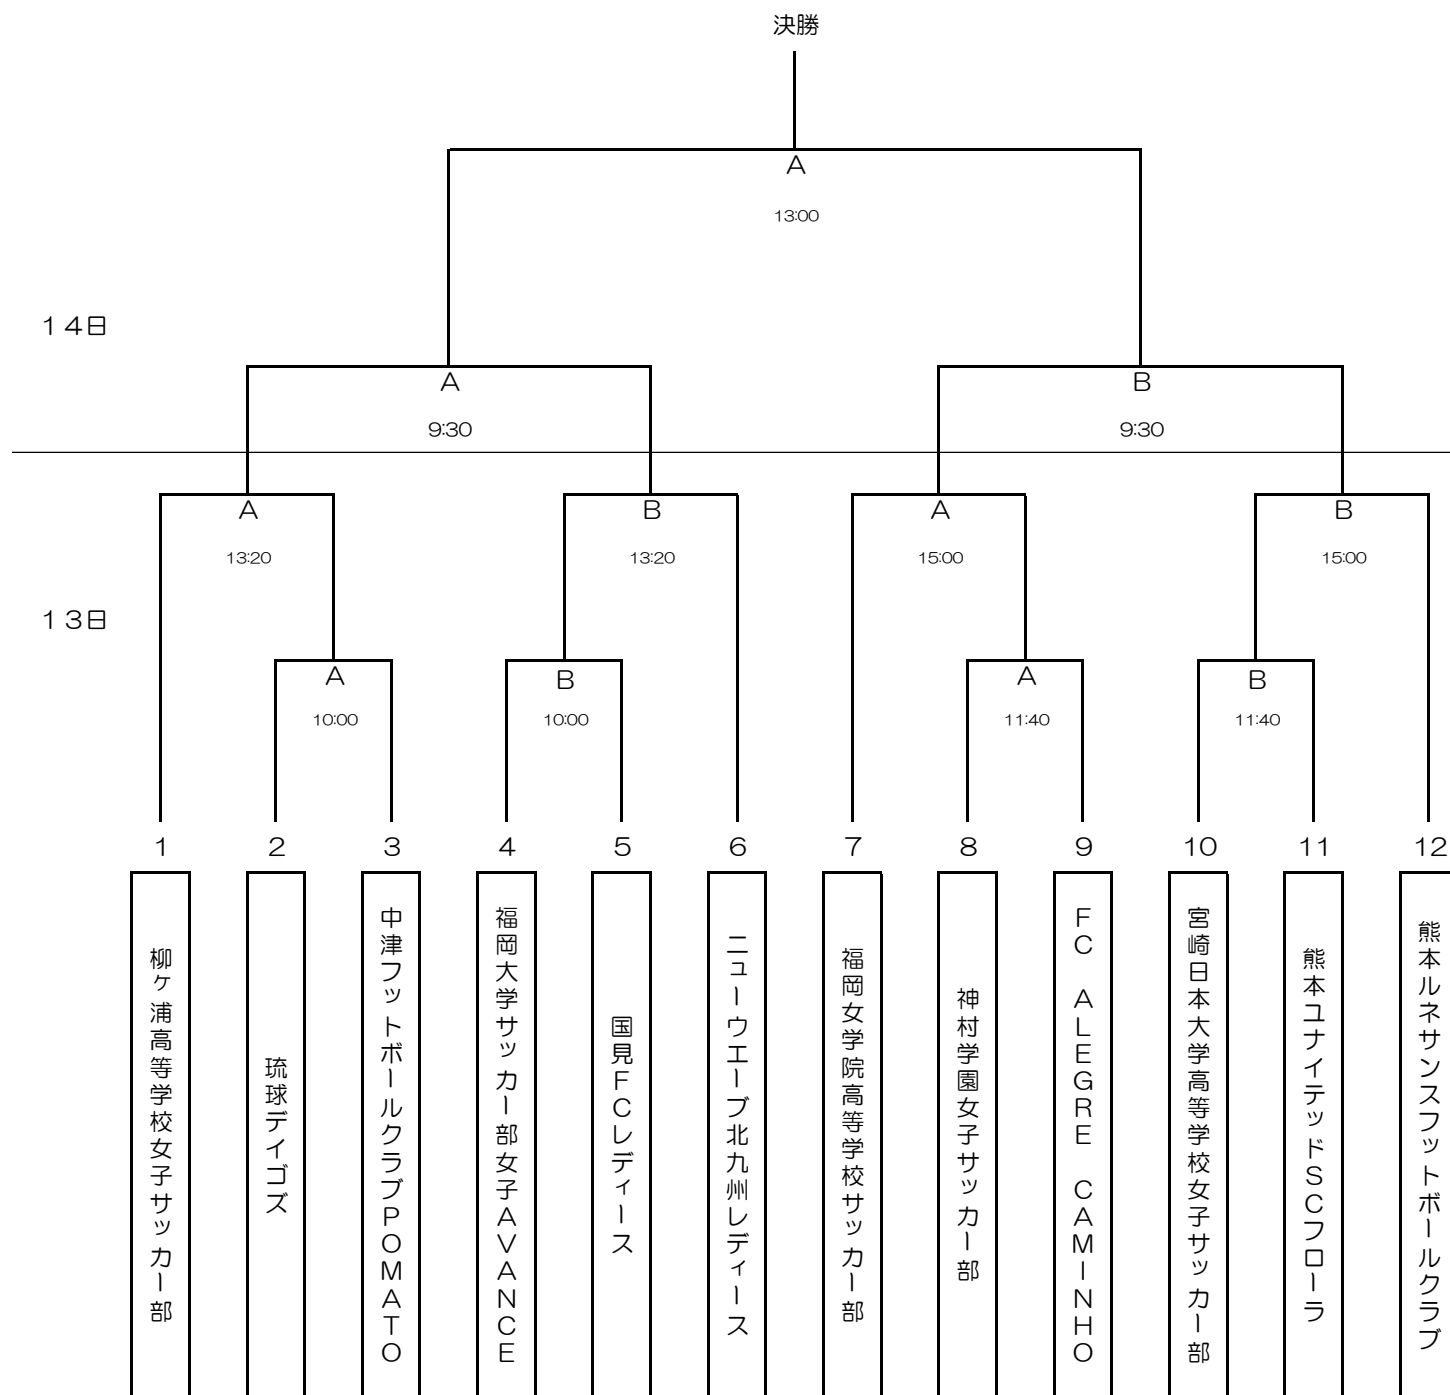 決勝
A
13:00
14日
A
B
9:30
9:30
A
B
A
B
13:20
13:20
15:00
15:00
13日
A
B
A
B
10:00
10:00
11:40
11:40
1
2
3
4
5
6
7
8
9
10
11
12
柳ヶ浦高等学校女子サッカー部
琉球デイゴズ
中津フットボールクラブPOMATO
福岡大学サッカー部女子AVANCE
国見FCレディース
ニューウエーブ北九州レディース
福岡女学院高等学校サッカー部
神村学園女子サッカー部
FC ALEGRE CAMINHO
宮崎日本大学高等学校女子サッカー部
熊本ユナイテッドSCフローラ
熊本ルネサンスフットボールクラブ